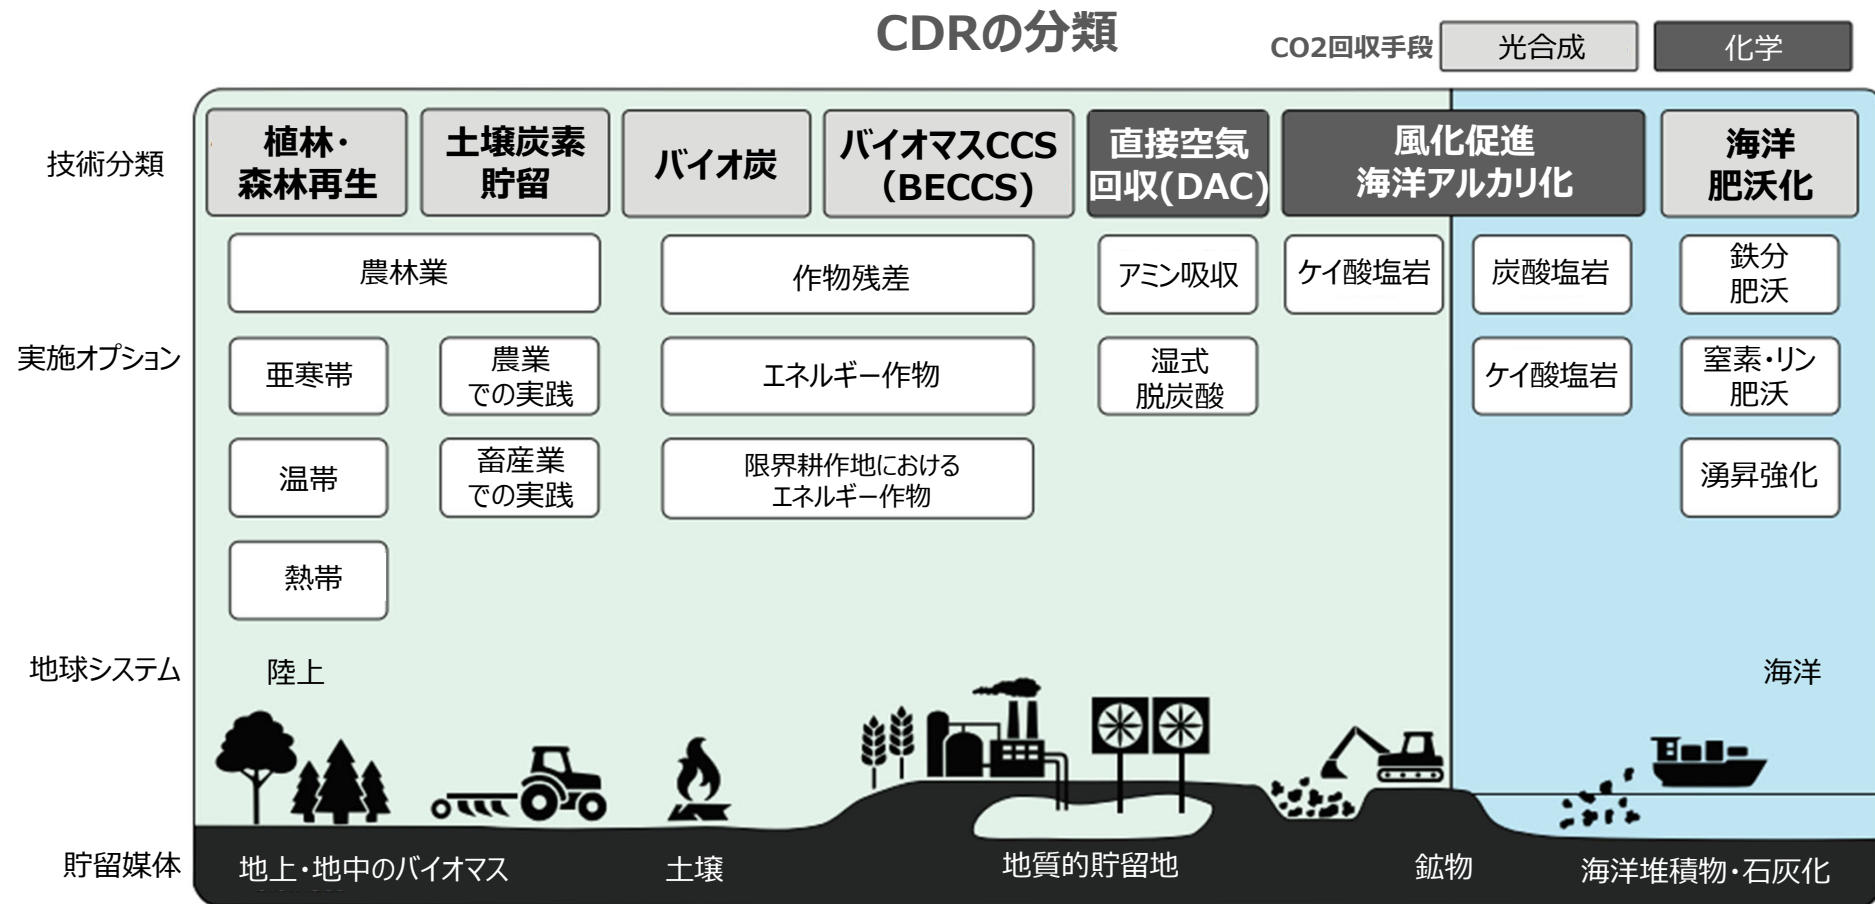 CDRの分類
CO2回収手段
光合成
化学
技術分類
植林・
森林再生
土壌炭素
貯留
バイオ炭
バイオマスCCS
（BECCS）
直接空気
回収(DAC)
風化促進
海洋アルカリ化
海洋
肥沃化
実施オプション
農林業
作物残差
アミン吸収
ケイ酸塩岩
炭酸塩岩
鉄分
肥沃
亜寒帯
農業
での実践
エネルギー作物
湿式
脱炭酸
ケイ酸塩岩
窒素・リン
肥沃
温帯
畜産業
での実践
限界耕作地における
エネルギー作物
湧昇強化
熱帯
地球システム
陸上
海洋
貯留媒体
地上・地中のバイオマス
土壌
地質的貯留地
鉱物
海洋堆積物・石灰化